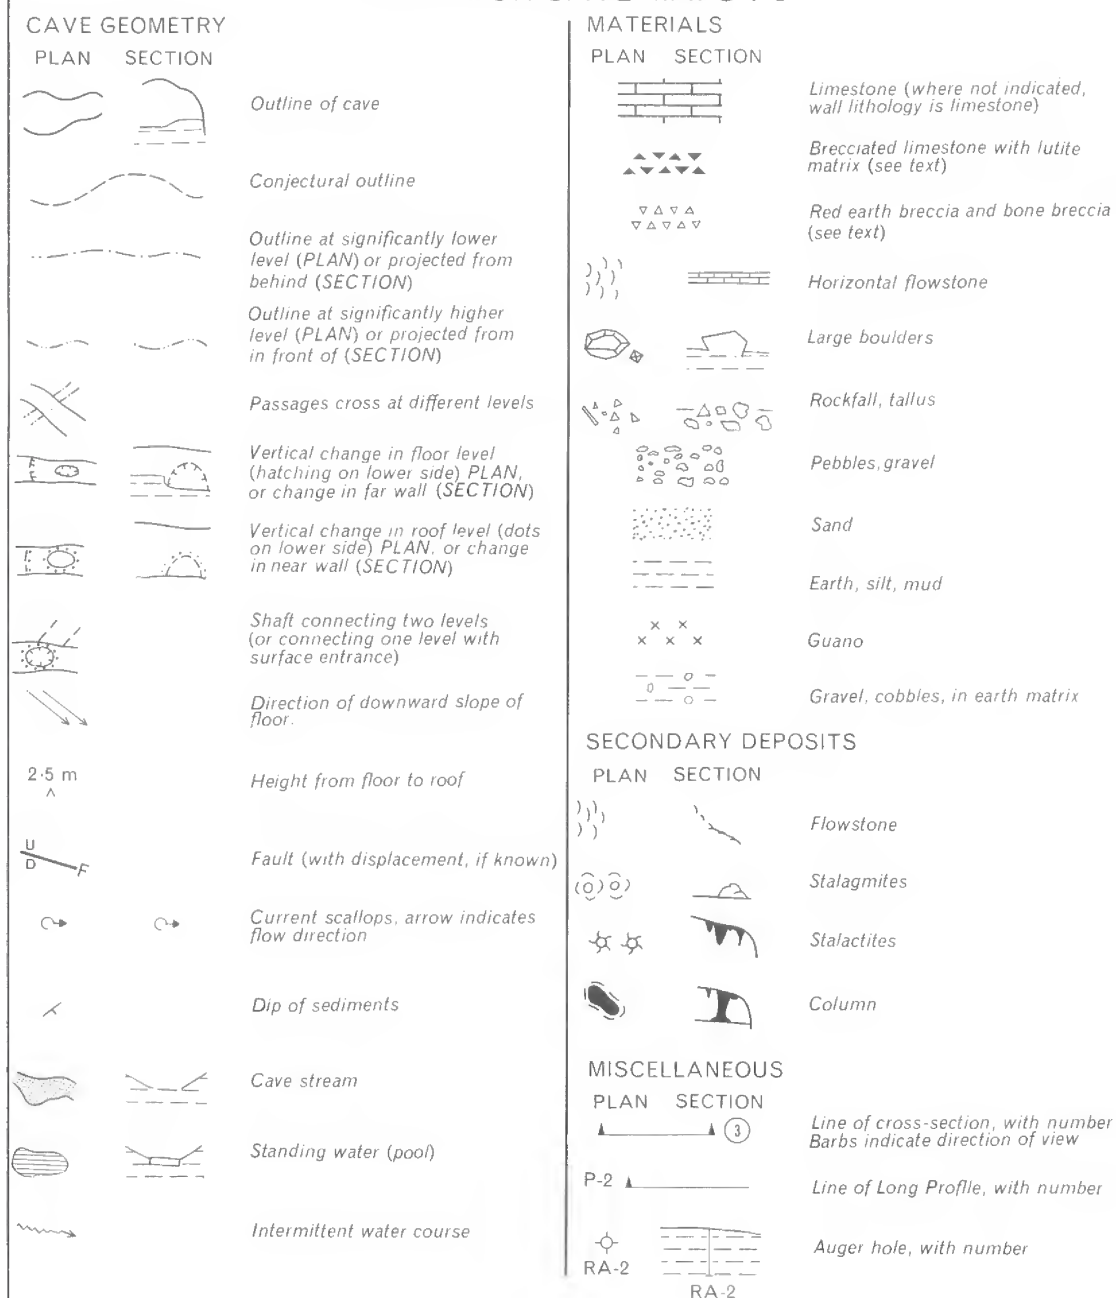 CAVE GEOMETRY
PLAN SECTION
Outline of cave
Conjectural outline
Outline at significantly lower
level (PLAN) or projected from
behind (SECTION)
Outline at significantly higher
level (PLAN) or projected from
in front of (SECTION)
Passages cross at different levels
Vertical change in floor level
(hatching on lower side) PLAN,
or change in far wall (SECTION)
Vertical change in roof level (dots
on lower side) PLAN, or change
in near wall (SECTION)
Shaft connecting two levels
(or connecting one level with
surface entrance)
Direction of downward slope of
floor.
2·5 m
Height from floor to roof
U
D F
Fault (with displacement, if known)
Current scallops, arrow indicates
flow direction
Dip of sediments
Cave stream
Standing water (pool)
Intermittent water course
MATERIALS
PLAN SECTION
Limestone (where not indicated,
wall lithology is limestone)
Brecciated limestone with lutite
matrix (see text)
Red earth breccia and bone breccia
(see text)
Horizontal flowstone
Large boulders
Rockfall, tallus
Pebbles, gravel
Sand
Earth, silt, mud
Guano
Gravel, cobbles, in earth matrix
SECONDARY DEPOSITS
PLAN SECTION
Flowstone
Stalagmites
Stalactites
Column
MISCELLANEOUS
PLAN SECTION
3
Line of cross-section, with number
Barbs indicate direction of view
P-2
Line of Long Profile, with number
Auger hole, with number
RA-2
RA-2